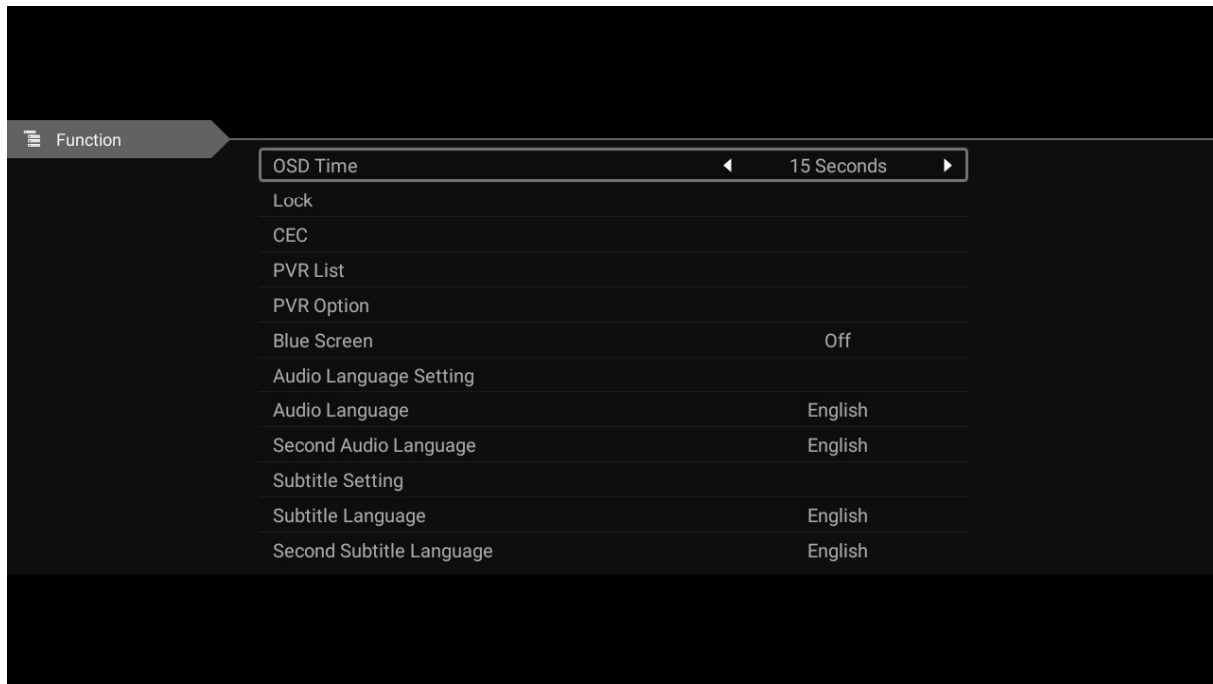 Function
OSD Time 15 Seconds
Lock
CEC
PVR List
PVR Option
Blue Screen Off
Audio Language Setting
Audio Language English
Second Audio Language English
Subtitle Setting
Subtitle Language English
Second Subtitle Language English